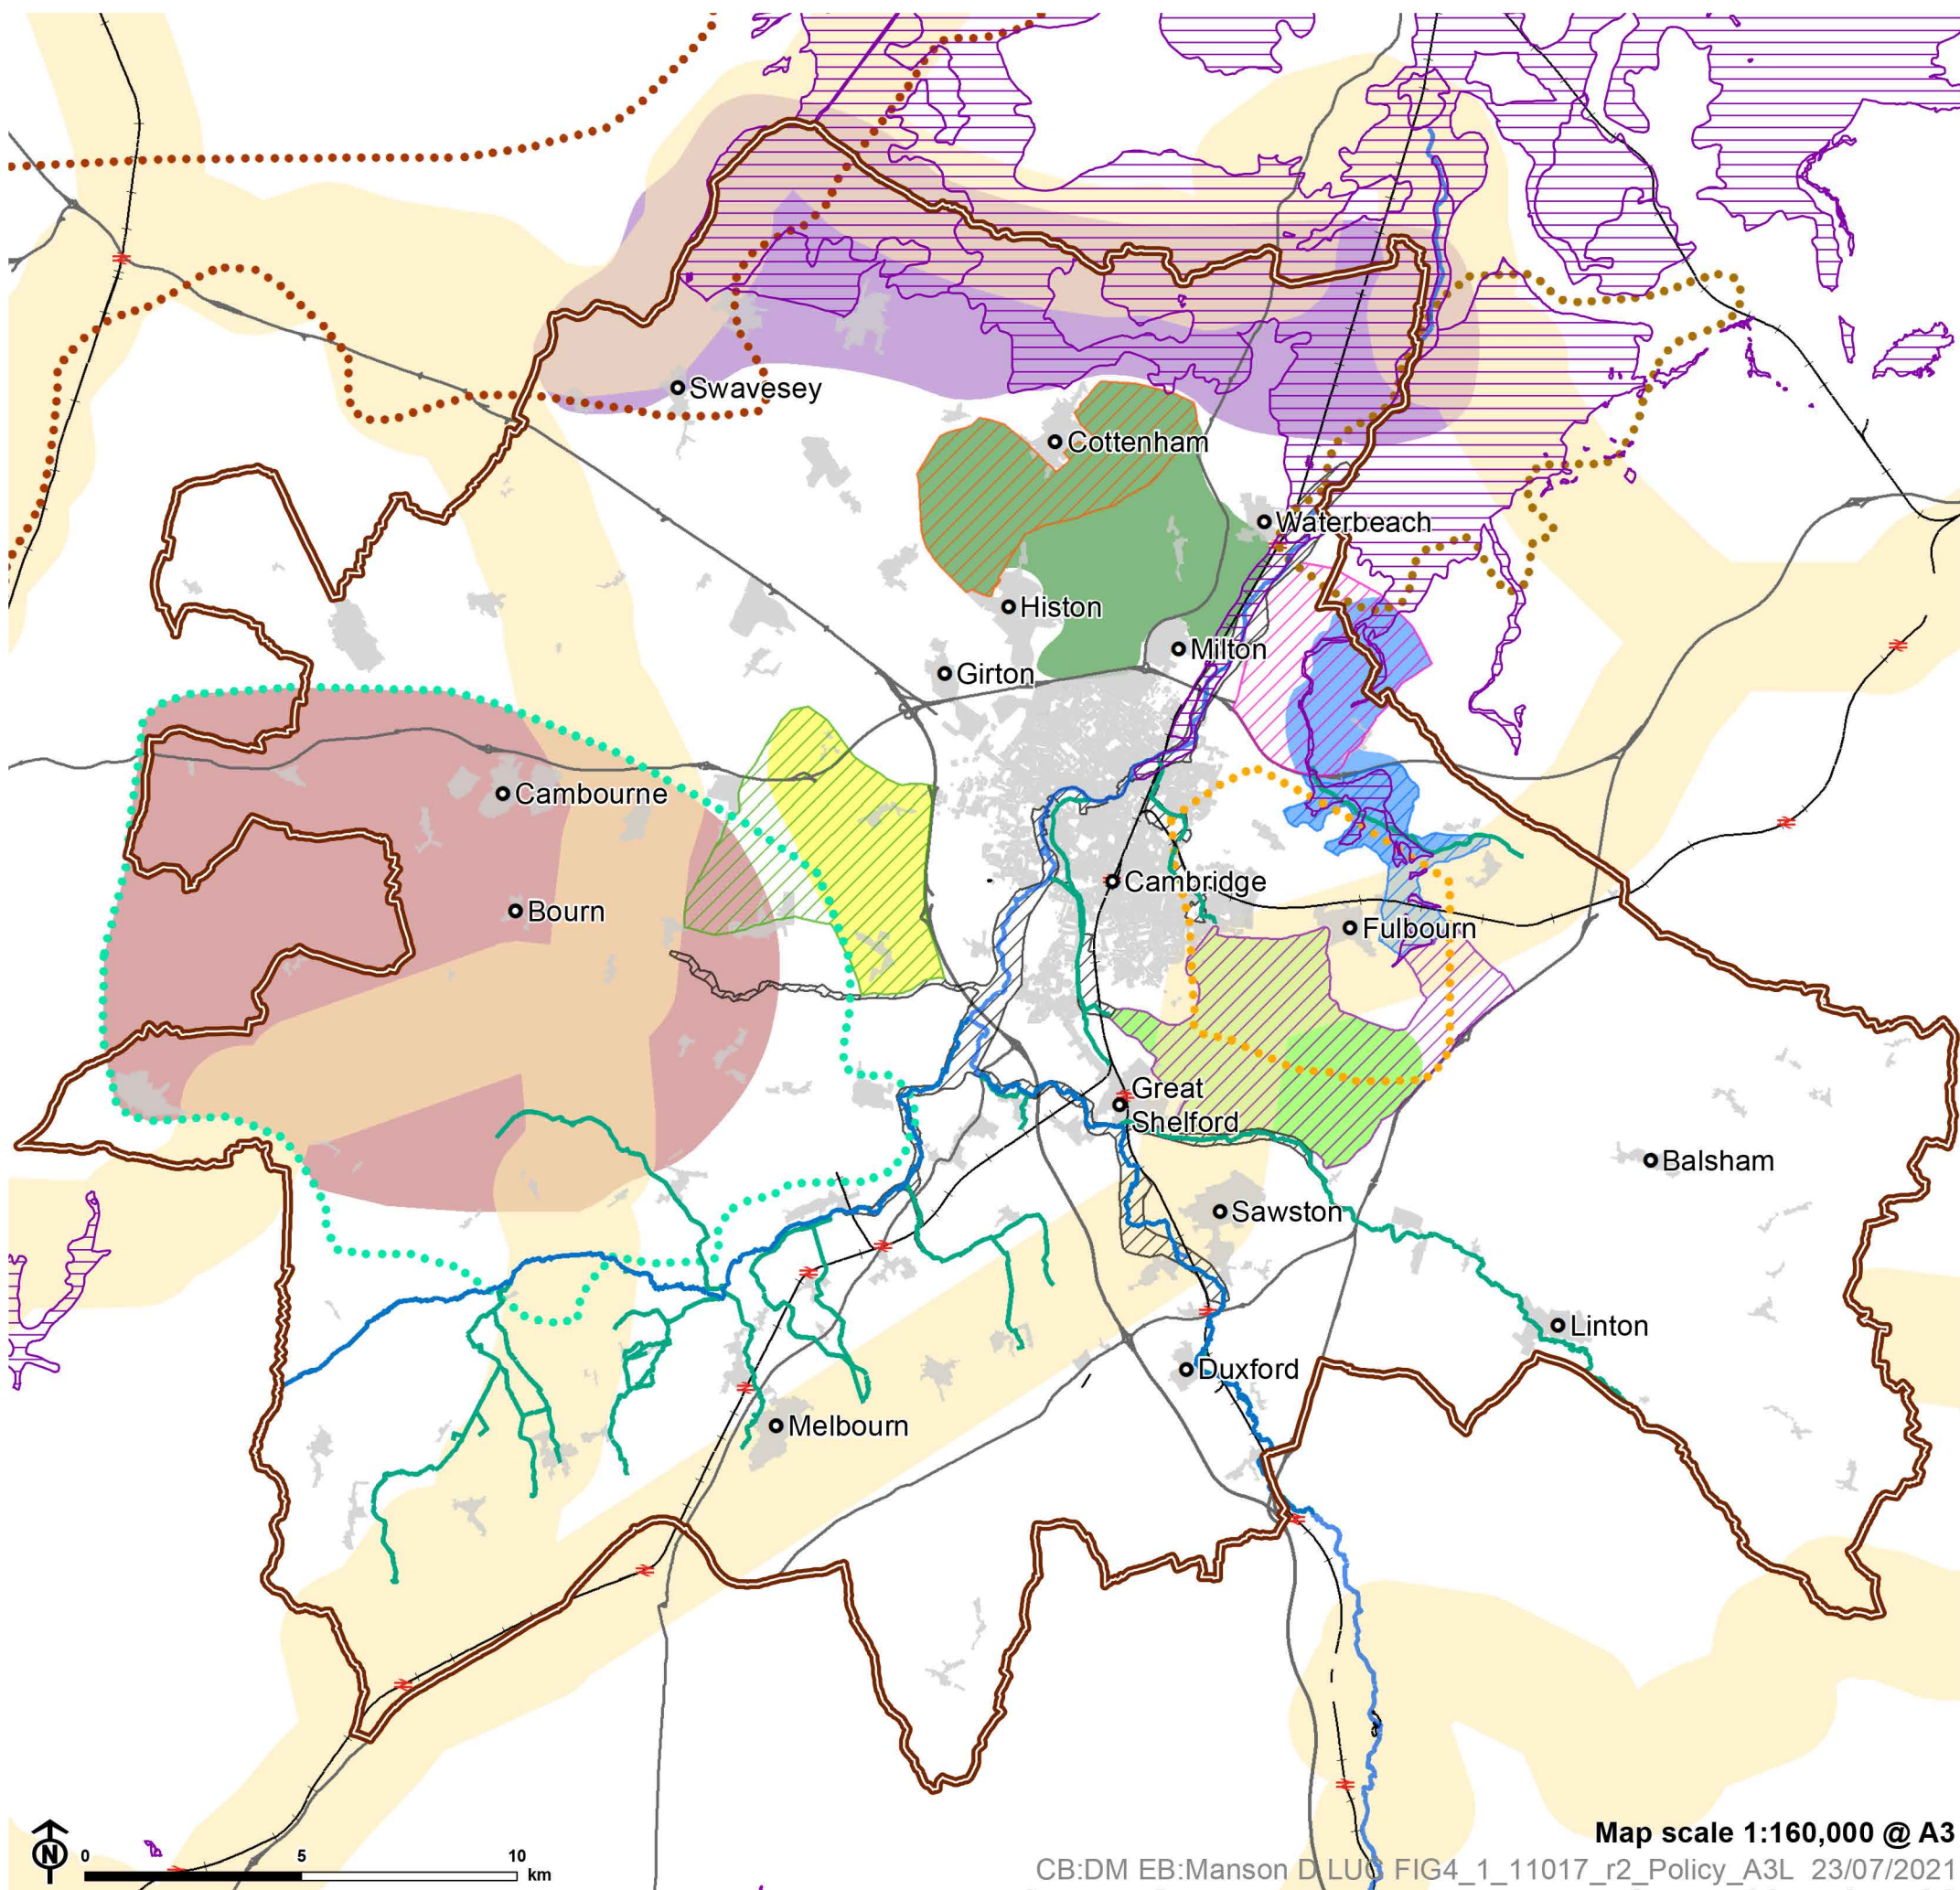 Swavesey
Cottenham
Waterbeach
Histon
Milton
Girton
Cambourne
Cambridge
Bourn
Fulbourn
Great
Shelford
Balsham
Sawston
Linton
Duxford
Melbourn
Map scale 1:160,000 @ A3
N
0 5 10
km
CB:DM EB:Manson_D LUC FIG4_1_11017_r2_Policy_A3L 23/07/2021